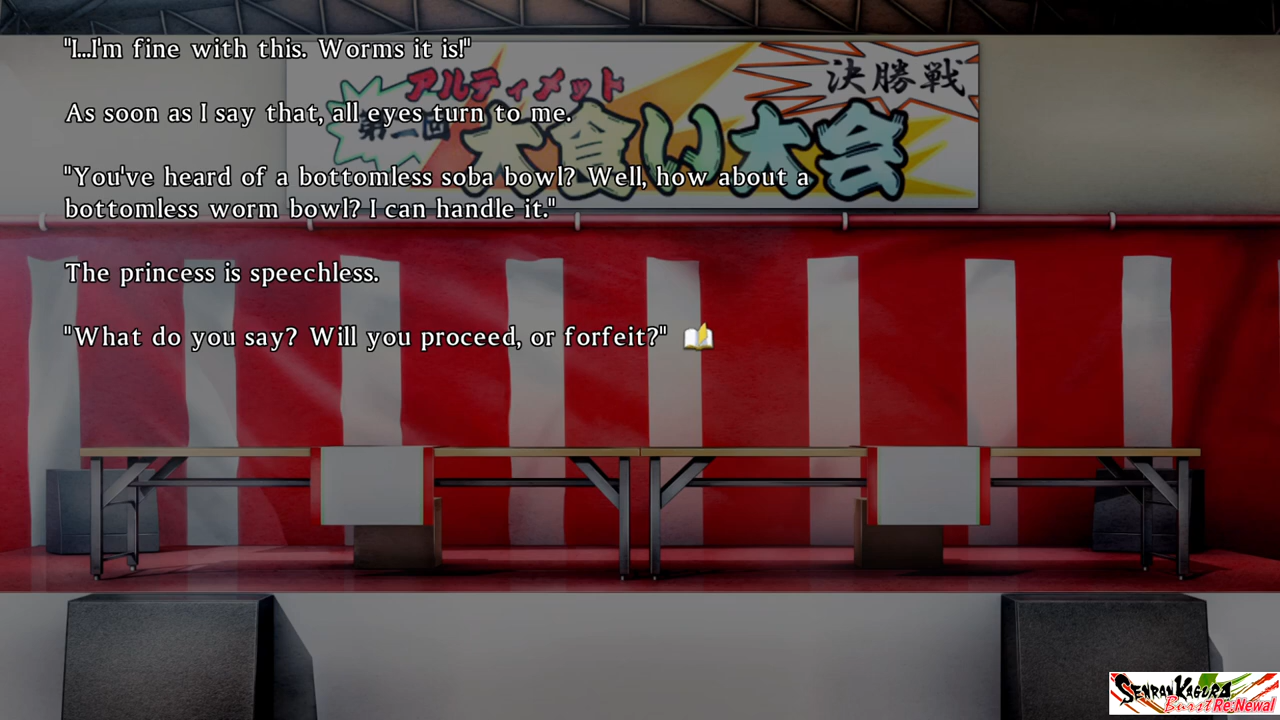 "I...I'm fine with this. Worms it is!"
As soon as I say that, all eyes turn to me.
"You've heard of a bottomless soba bowl? Well, how about a
bottomless worm bowl? I can handle it."
The princess is speechless.
"What do you say? Will you proceed, or forfeit?"
アルティメット
決勝戦
第二回
大食い大会
SENRAN KAGURA
Burst Re:Newal